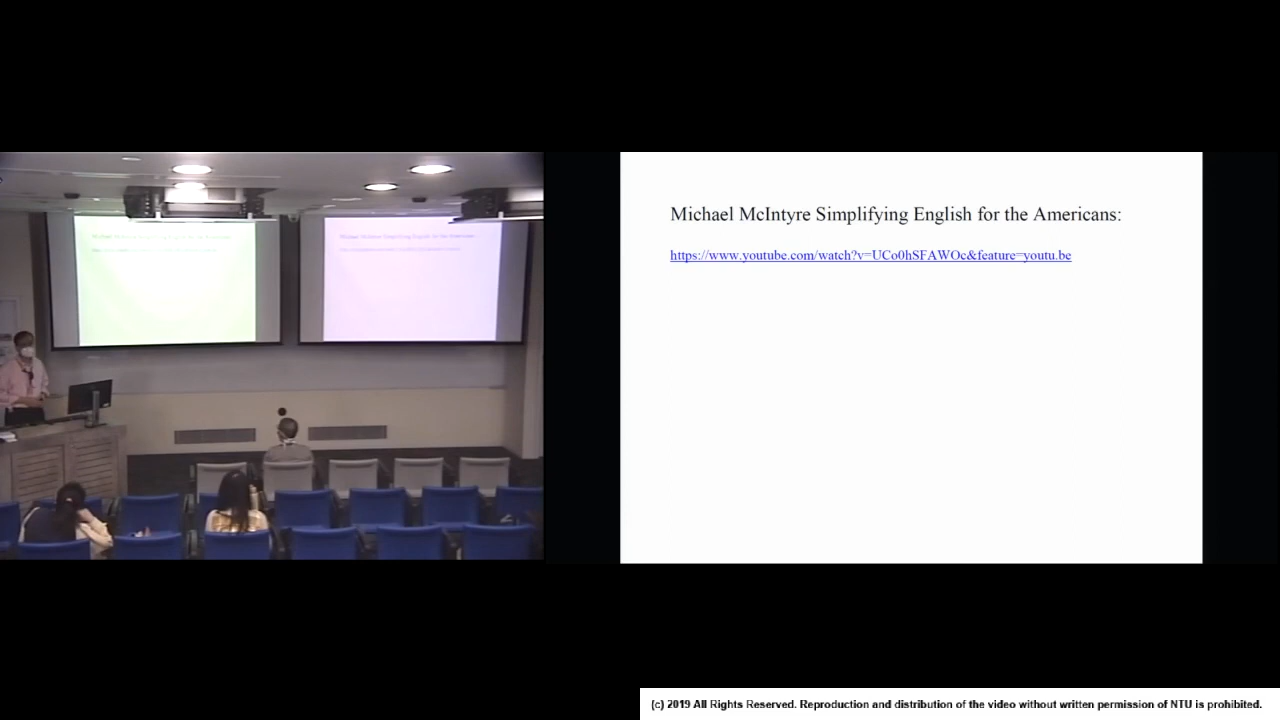 Michael McIntyre Simplifying English for the Americans:
https://www.youtube.com/watch?v=UCo0hSFAWOc&feature=youtu.be
(c) 2019 All Rights Reserved. Reproduction and distribution of the video without written permission of NTU is prohibited.